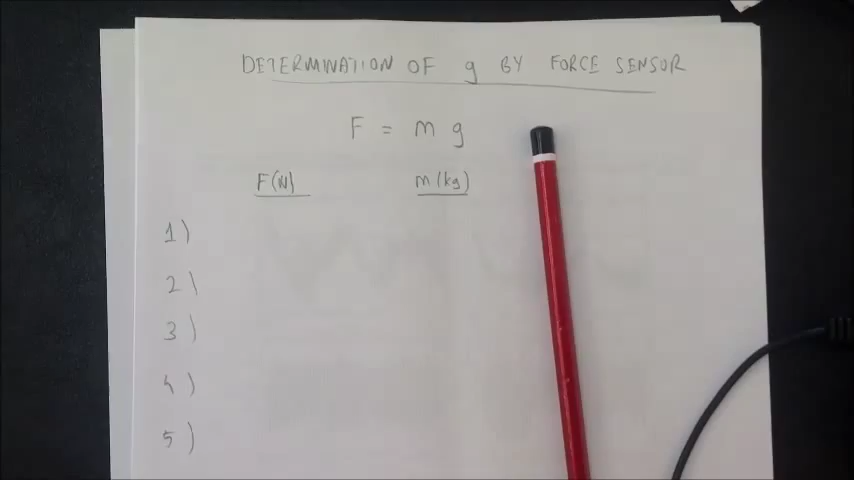 DETERMINATION OF g BY FORCE SENSOR
F = m g
F(N) m(kg)
1)
2)
3)
4)
5)